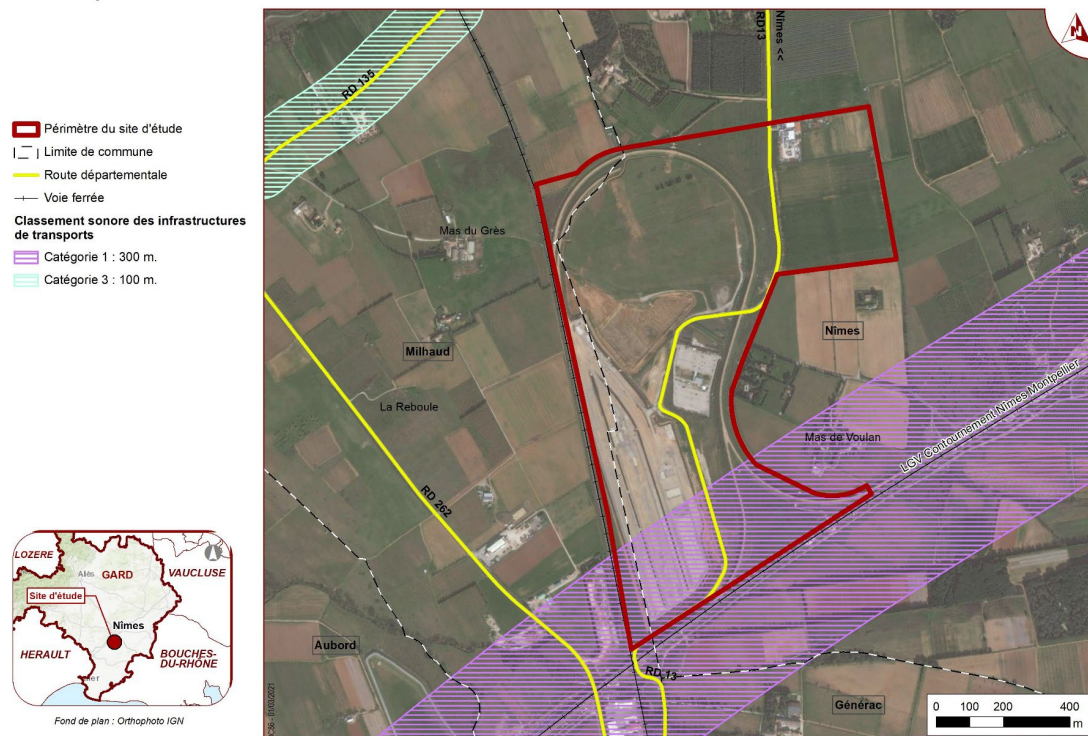 Périmètre du site d'étude
Limite de commune
Route départementale
Voie ferrée
Classement sonore des infrastructures
de transports
Catégorie 1 : 300 m.
Catégorie 3 : 100 m.
RD 135
Nîmes <<
RD13
N
Mas du Grès
Milhaud
Nîmes
La Reboule
Mas de Voulan
LGV Contournement Nîmes Montpellier
RD 262
Aubord
RD 13
Générac
0 100 200 400
m
LOZERE
Alès
GARD
VAUCLUSE
Site d'étude
Nîmes
HERAULT
BOUCHES-
DU-RHÔNE
Fond de plan : Orthophoto IGN